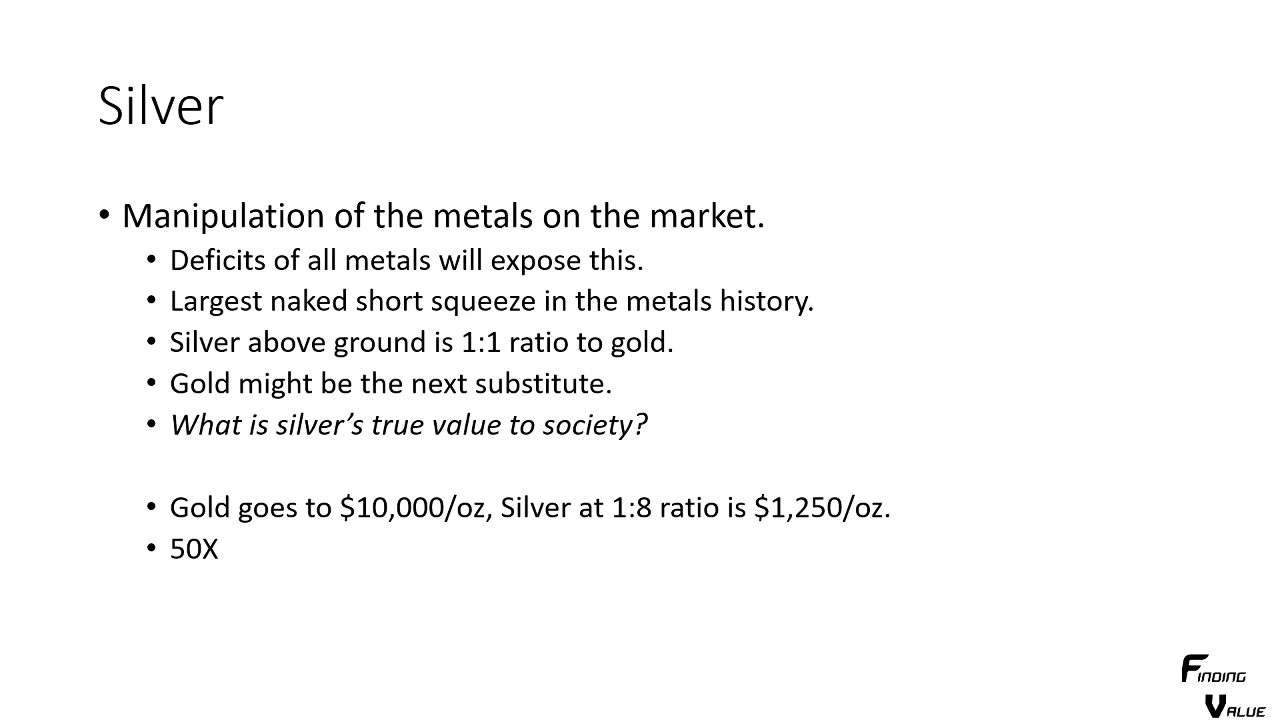 Silver
• Manipulation of the metals on the market.
• Deficits of all metals will expose this.
• Largest naked short squeeze in the metals history.
• Silver above ground is 1:1 ratio to gold.
• Gold might be the next substitute.
• What is silver’s true value to society?
• Gold goes to $10,000/oz, Silver at 1:8 ratio is $1,250/oz.
• 50X
Finding
Value